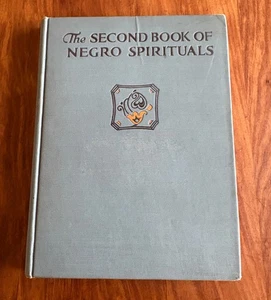 The SECOND BOOK OF
NEGRO SPIRITUALS